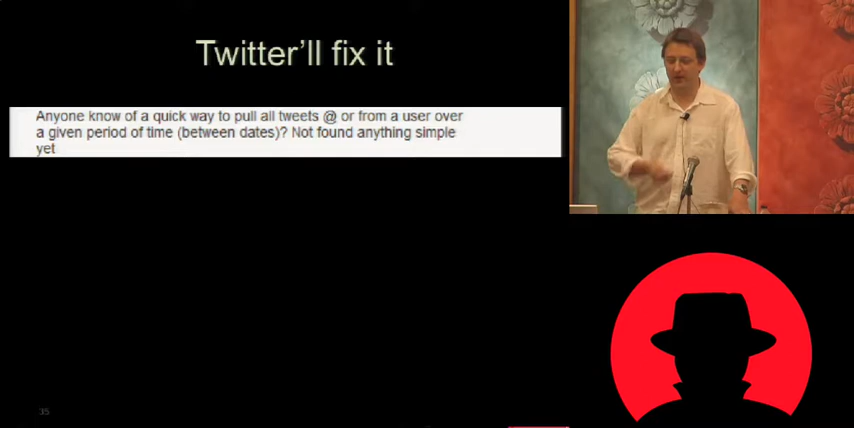 Twitter'll fix it
Anyone know of a quick way to pull all tweets @ or from a user over
a given period of time (between dates)? Not found anything simple
yet
35